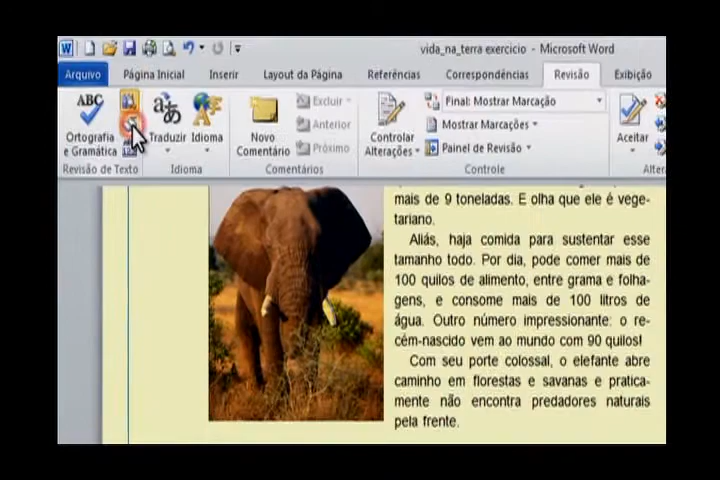 vida_na_terra exercicio - Microsoft Word
Arquivo Página Inicial Inserir Layout da Página Referências Correspondências Revisão Exibição
ABC
Ortografia e Gramática
Traduzir
Idioma
Novo Comentário
Excluir
Anterior
Próximo
Controlar Alterações
Final: Mostrar Marcação
Mostrar Marcações
Painel de Revisão
Aceitar
Revisão de Texto Idioma Comentários Controle Alter
mais de 9 toneladas. E olha que ele é vege-
tariano.
Aliás, haja comida para sustentar esse
tamanho todo. Por dia, pode comer mais de
100 quilos de alimento, entre grama e folha-
gens, e consome mais de 100 litros de
água. Outro número impressionante: o re-
cém-nascido vem ao mundo com 90 quilos!
Com seu porte colossal, o elefante abre
caminho em florestas e savanas e pratica-
mente não encontra predadores naturais
pela frente.